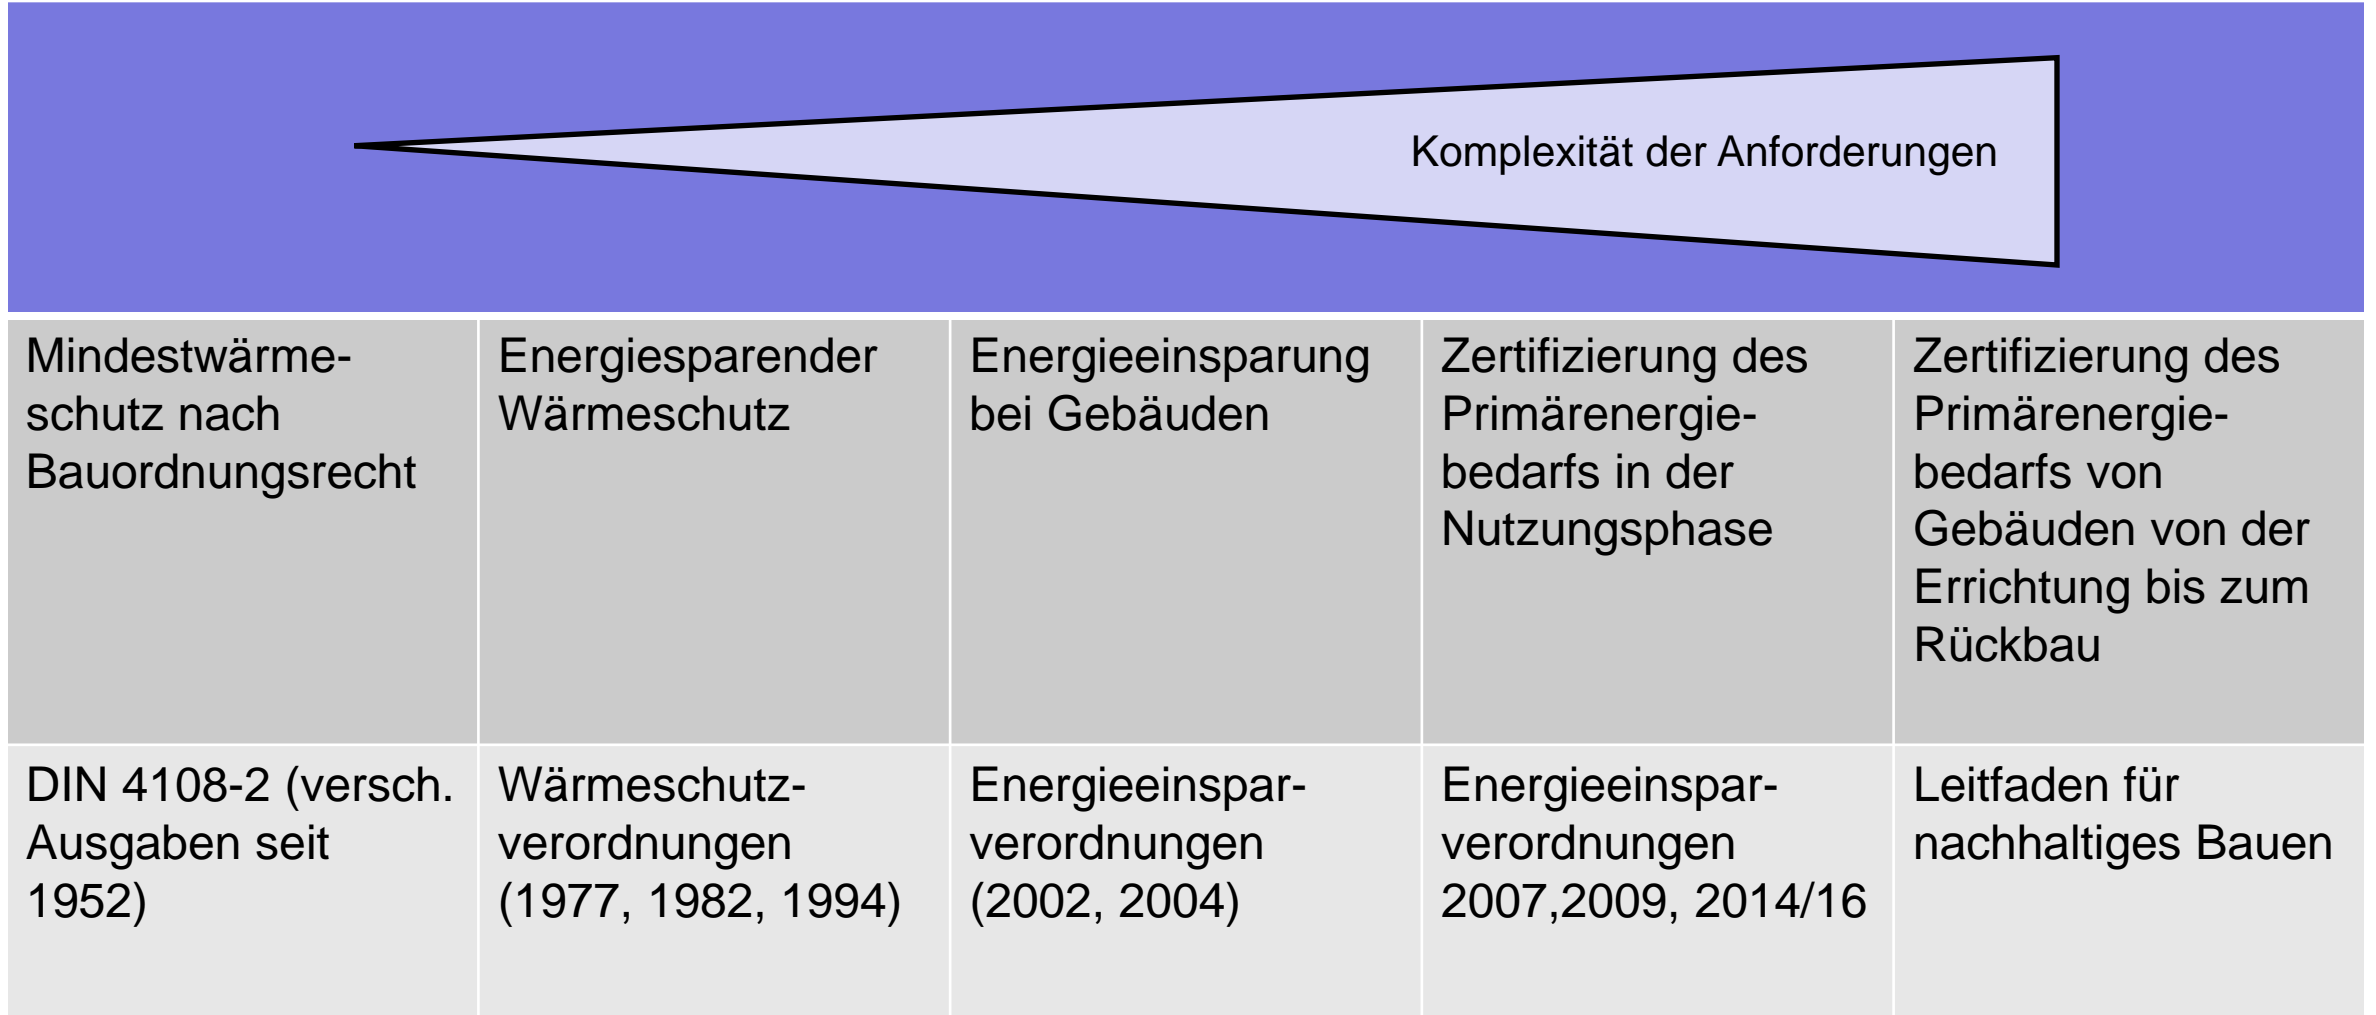 Komplexität der Anforderungen
Mindestwärme-
schutz nach
Bauordnungsrecht
Energiesparender
Wärmeschutz
Energieeinsparung
bei Gebäuden
Zertifizierung des
Primärenergie-
bedarfs in der
Nutzungsphase
Zertifizierung des
Primärenergie-
bedarfs von
Gebäuden von der
Errichtung bis zum
Rückbau
DIN 4108-2 (versch.
Ausgaben seit
1952)
Wärmeschutz-
verordnungen
(1977, 1982, 1994)
Energieeinspar-
verordnungen
(2002, 2004)
Energieeinspar-
verordnungen
2007,2009, 2014/16
Leitfaden für
nachhaltiges Bauen